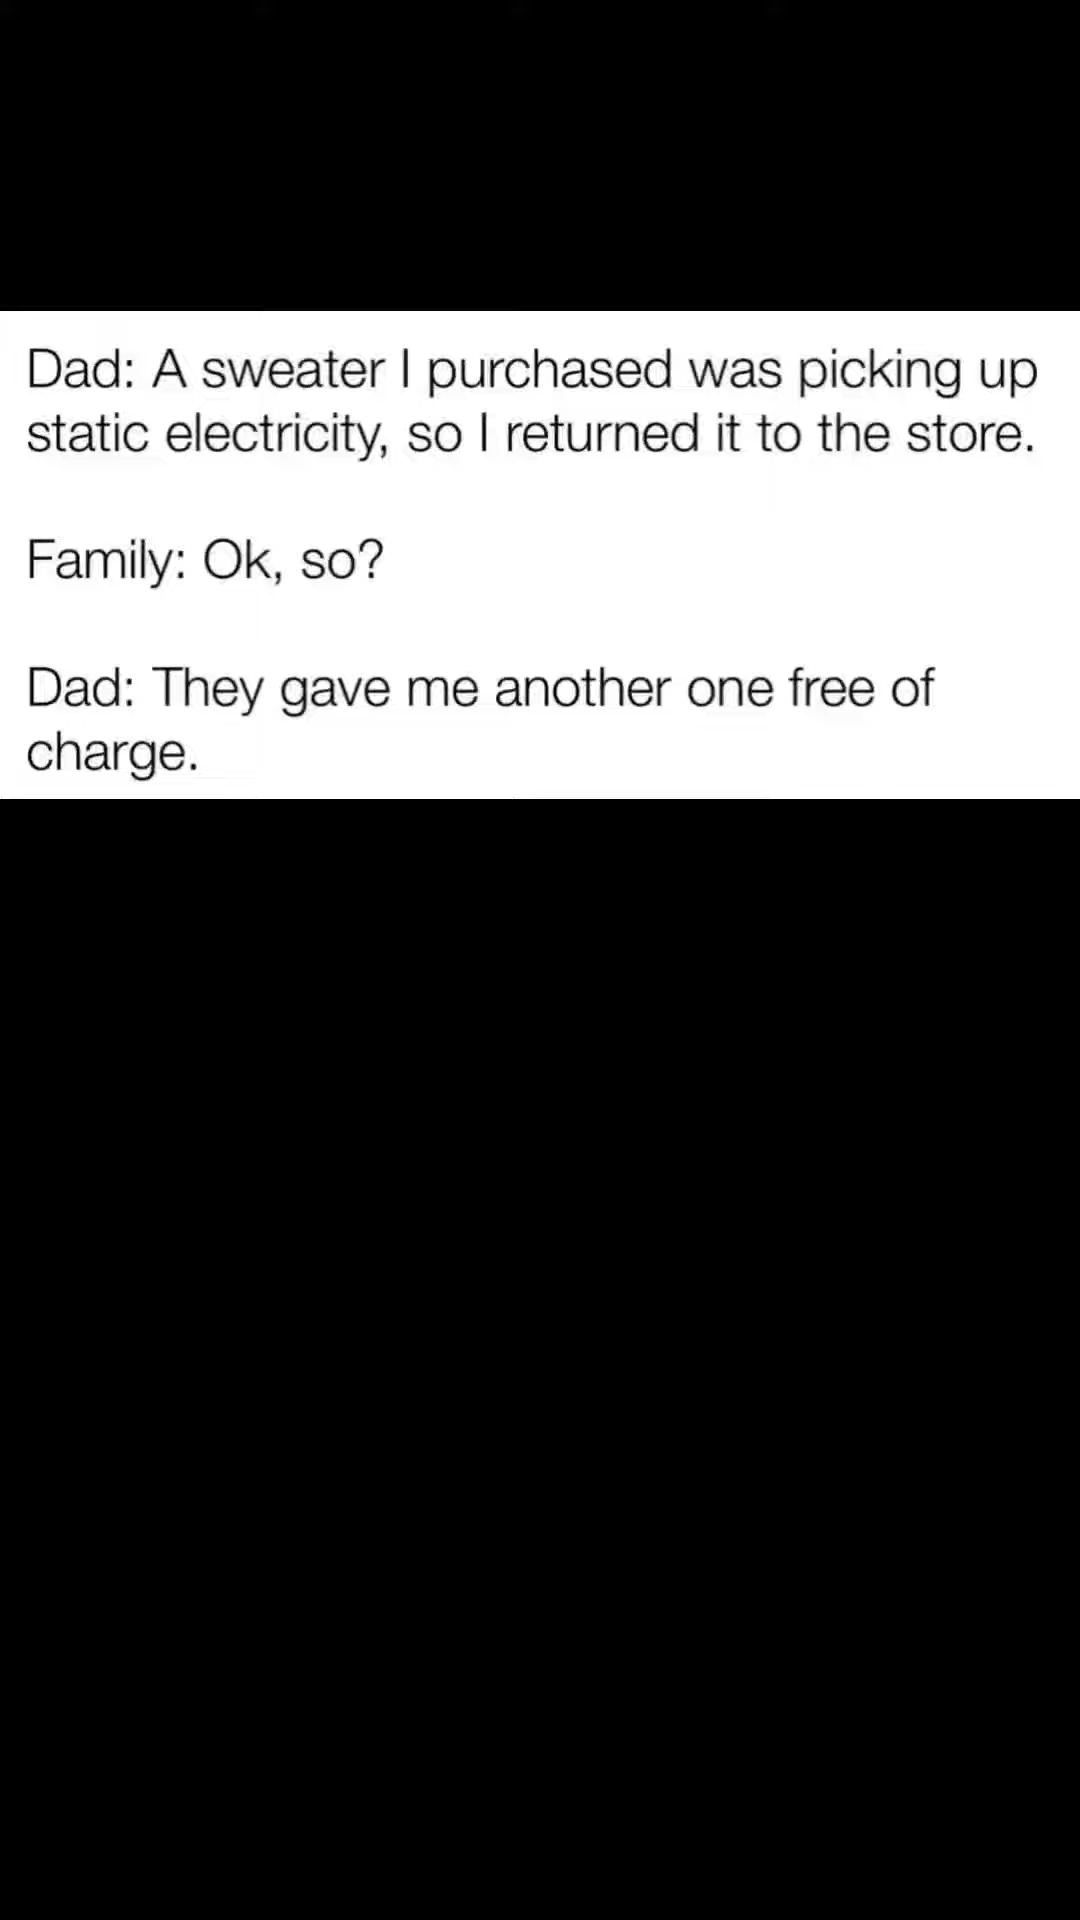 Dad: A sweater I purchased was picking up
static electricity, so I returned it to the store.
Family: Ok, so?
Dad: They gave me another one free of
charge.